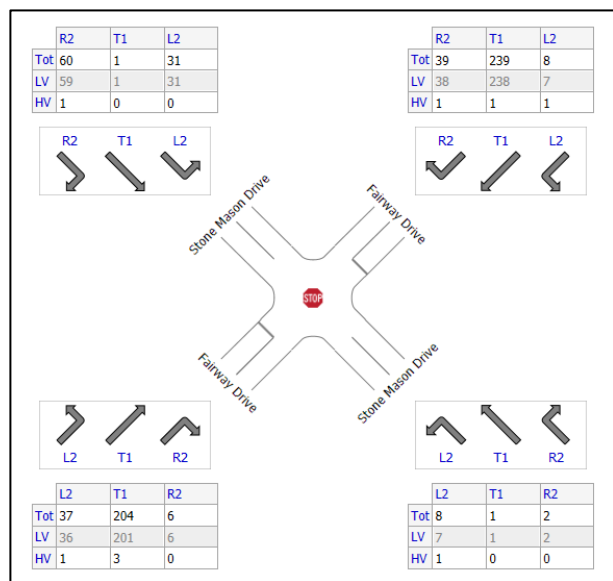 R2 T1 L2
Tot 60 1 31
LV 59 1 31
HV 1 0 0
R2 T1 L2
R2 T1 L2
Tot 39 239 8
LV 38 238 7
HV 1 1 1
R2 T1 L2
Stone Mason Drive
Fairway Drive
STOP
Fairway Drive
Stone Mason Drive
L2 T1 R2
L2 T1 R2
Tot 37 204 6
LV 36 201 6
HV 1 3 0
L2 T1 R2
L2 T1 R2
Tot 8 1 2
LV 7 1 2
HV 1 0 0